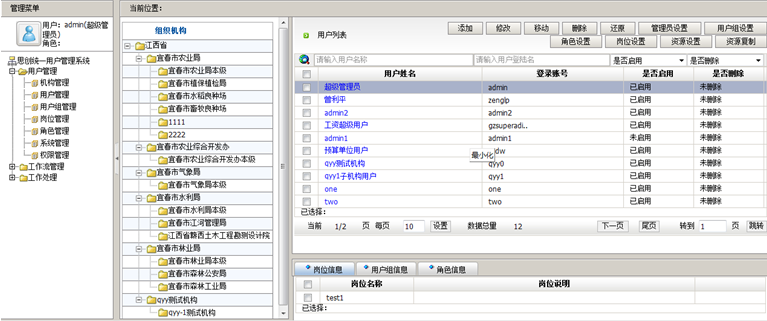 管理菜单
当前位置:
用户: admin(超级管
理员)
角色:
思创统一用户管理系统
用户管理
机构管理
用户管理
用户组管理
岗位管理
角色管理
系统管理
权限管理
工作流管理
工作处理
组织机构
江西省
宜春市农业局
宜春市农业局本级
宜春市植保植检局
宜春市水稻良种场
宜春市畜牧良种场
1111
2222
宜春市农业综合开发办
宜春市农业综合开发办本级
宜春市气象局
宜春市气象局本级
宜春市水利局
宜春市水利局本级
宜春市江河管理局
江西省赣西土木工程勘测设计院
宜春市林业局
宜春市林业局本级
宜春市森林公安局
宜春市森林工业局
qyy测试机构
qyy-1测试机构
用户列表
添加 修改 移动 删除 还原 管理员设置 用户组设置
角色设置 岗位设置 资源设置 资源复制
请输入用户名称 请输入用户登陆名 是否启用 是否删除
用户姓名 登录账号 是否启用 是否删除
超级管理员 admin 已启用 未删除
曾利平 zenglp 已启用 未删除
admin2 admin2 已启用 未删除
工资超级用户 gzsuperadi.. 已启用 未删除
admin1 admin1 未启用 未删除
预算单位用户 dw 已启用 未删除
最小化
qyy测试机构 qyy0 已启用 未删除
qyy1子机构用户 qyy1 已启用 未删除
one one 已启用 未删除
two two 已启用 未删除
已选择:
当前 1/2 页 每页 10 设置 数据总量 12 下一页 尾页 转到 1 页 跳转
岗位信息 用户组信息 角色信息
岗位名称 岗位说明
test1
已选择: